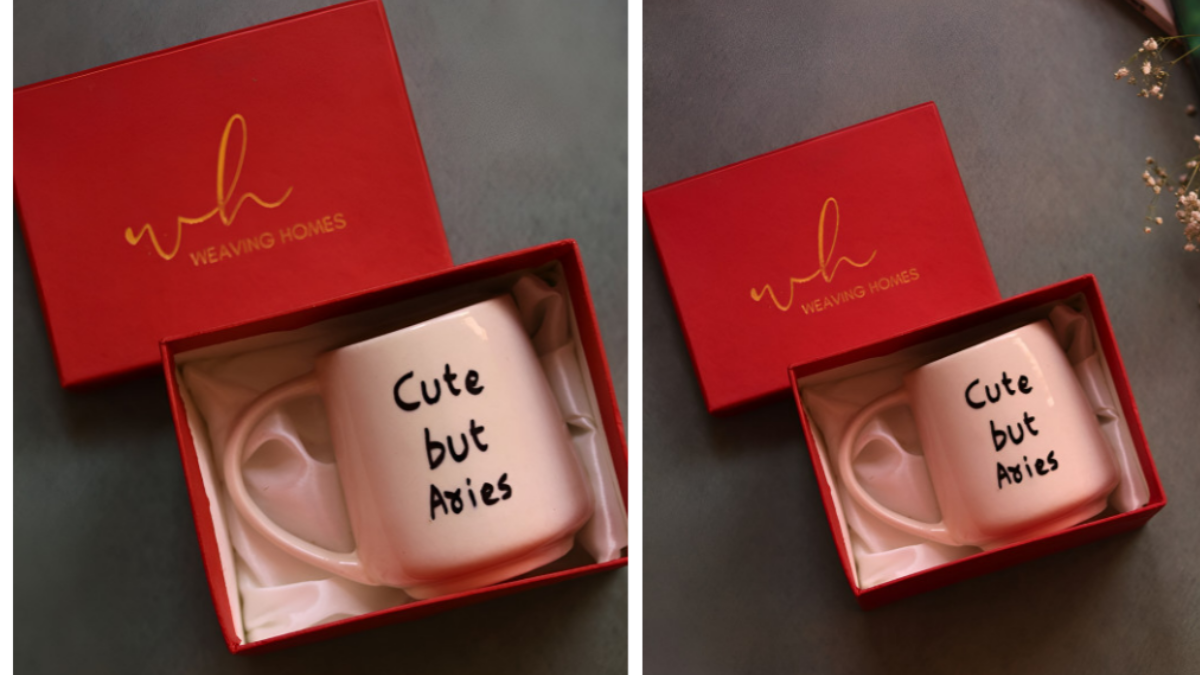 wh
WEAVING HOMES
Cute
but
Aries
wh
WEAVING HOMES
Cute
but
Aries